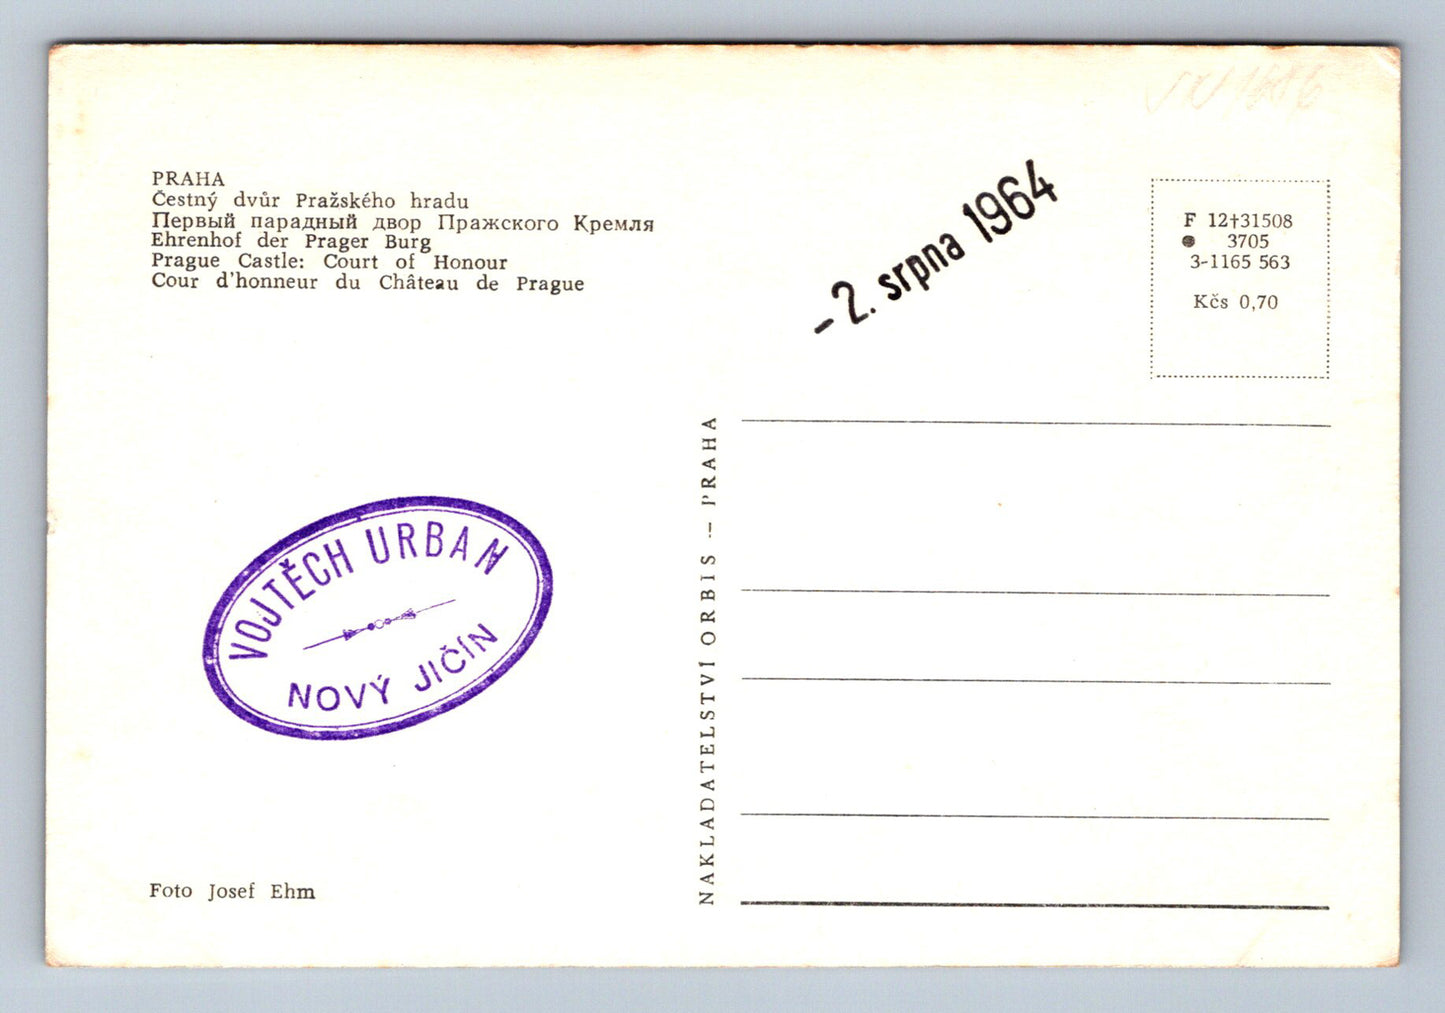 PRAHA
Čestný dvůr Pražského hradu
Первый парадный двор Пражского Кремля
Ehrenhof der Prager Burg
Prague Castle: Court of Honour
Cour d'honneur du Château de Prague
-2. srpna 1964
F 12†31508
3705
3-1165 563
Kčs 0,70
VOJTĚCH URBAN
NOVÝ JIČÍN
NAKLADATELSTVÍ ORBIS — PRAHA
Foto Josef Ehm